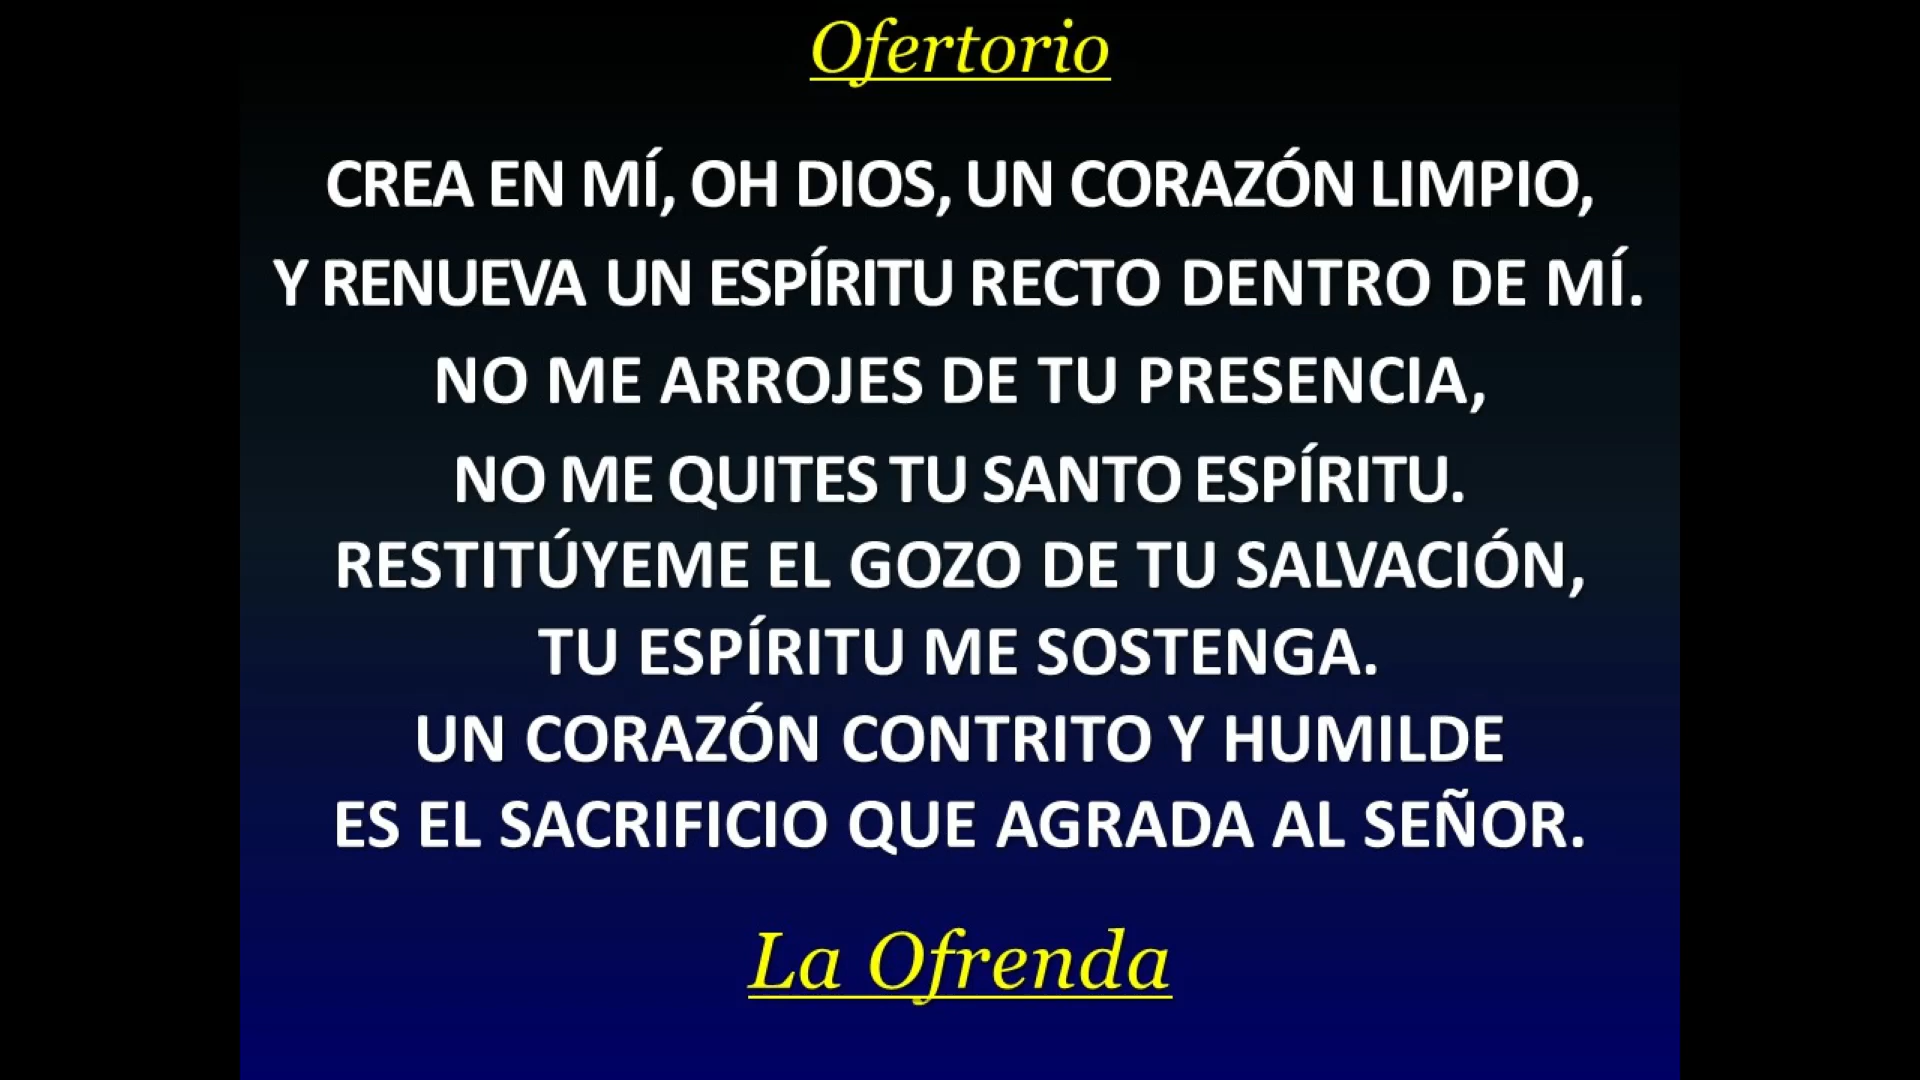 Ofertorio
CREA EN MÍ, OH DIOS, UN CORAZÓN LIMPIO,
Y RENUEVA UN ESPÍRITU RECTO DENTRO DE MÍ.
NO ME ARROJES DE TU PRESENCIA,
NO ME QUITES TU SANTO ESPÍRITU.
RESTITÚYEME EL GOZO DE TU SALVACIÓN,
TU ESPÍRITU ME SOSTENGA.
UN CORAZÓN CONTRITO Y HUMILDE
ES EL SACRIFICIO QUE AGRADA AL SEÑOR.
La Ofrenda